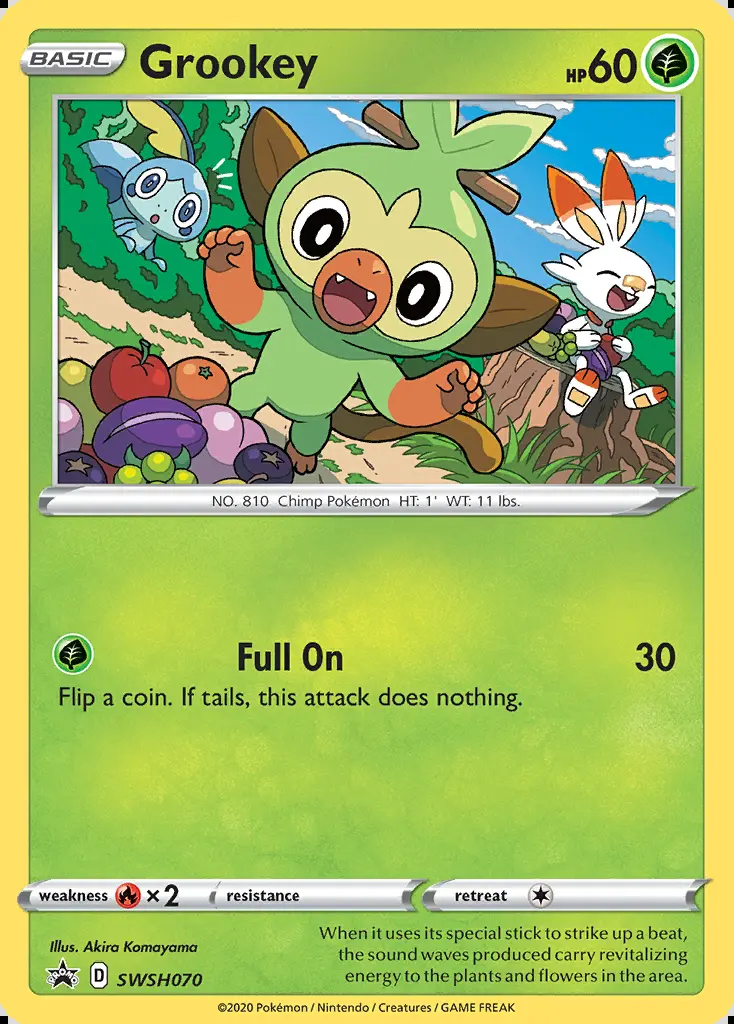 BASIC Grookey HP60
NO. 810 Chimp Pokémon HT: 1' WT: 11 lbs.
Full On 30
Flip a coin. If tails, this attack does nothing.
weakness ×2 resistance retreat
Illus. Akira Komayama
When it uses its special stick to strike up a beat,
the sound waves produced carry revitalizing
energy to the plants and flowers in the area.
PROMO D SWSH070
©2020 Pokémon / Nintendo / Creatures / GAME FREAK